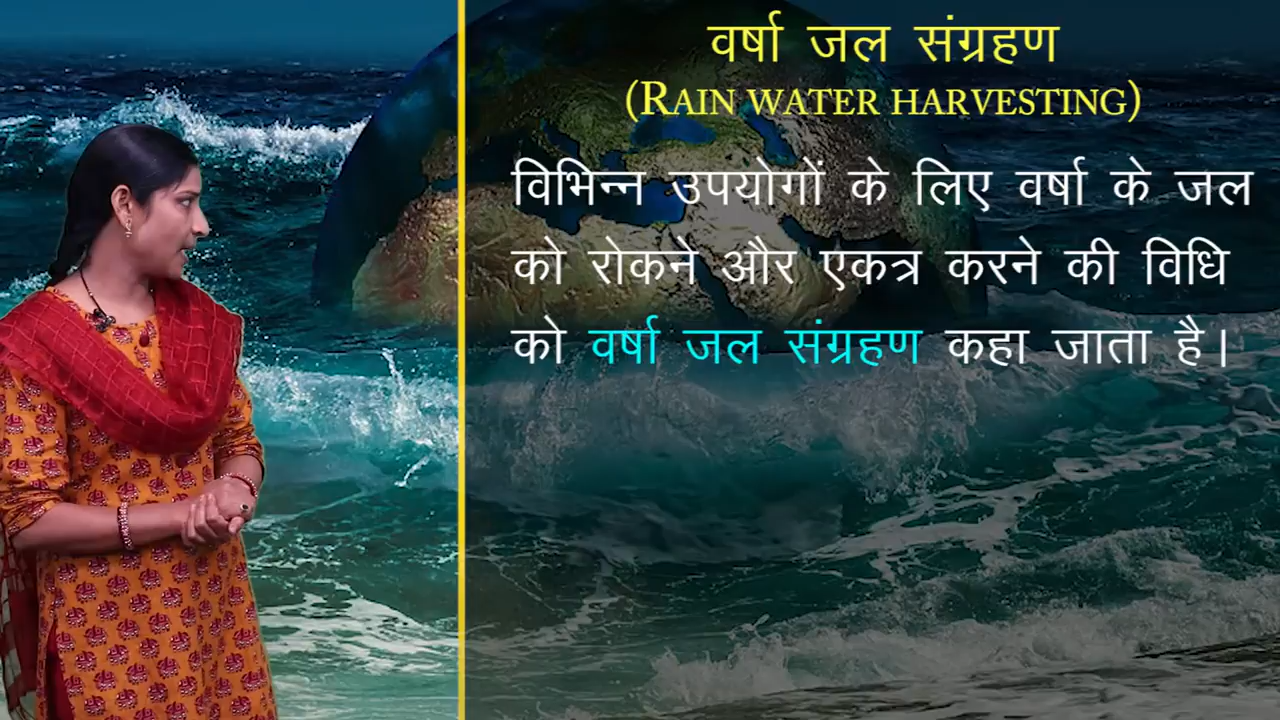 वर्षा जल संग्रहण
(RAIN WATER HARVESTING)
विभिन्न उपयोगों के लिए वर्षा के जल
को रोकने और एकत्र करने की विधि
को वर्षा जल संग्रहण कहा जाता है।